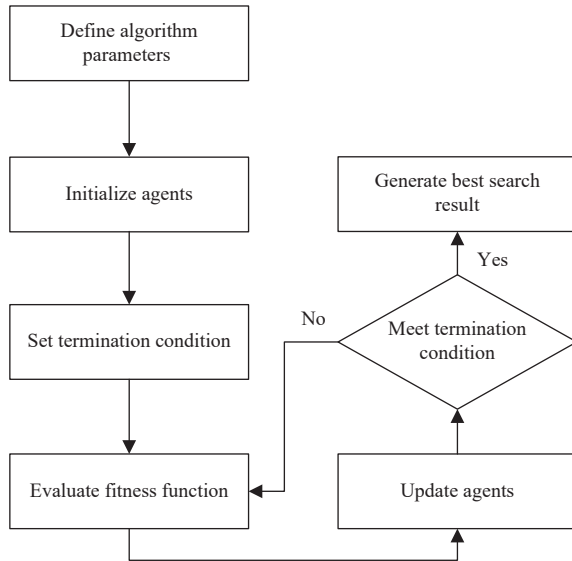 Define algorithm
parameters
Initialize agents
Set termination condition
Evaluate fitness function
Update agents
Meet termination
condition
No
Yes
Generate best search
result